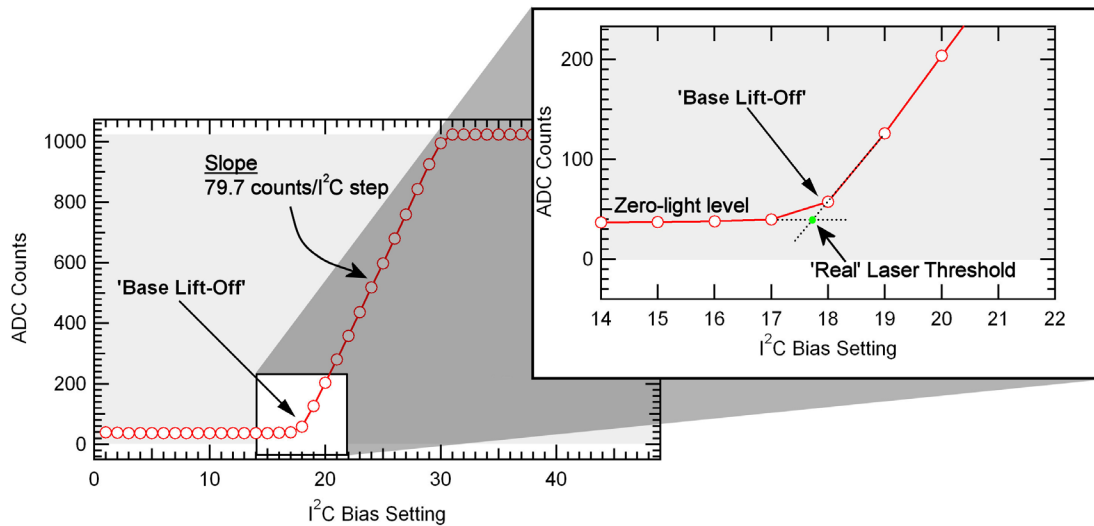 1000
800
600
400
200
0
ADC Counts
0
10
20
30
40
I²C Bias Setting
Slope
79.7 counts/I²C step
'Base Lift-Off'
200
100
0
ADC Counts
'Base Lift-Off'
Zero-light level
'Real' Laser Threshold
14
15
16
17
18
19
20
21
22
I²C Bias Setting